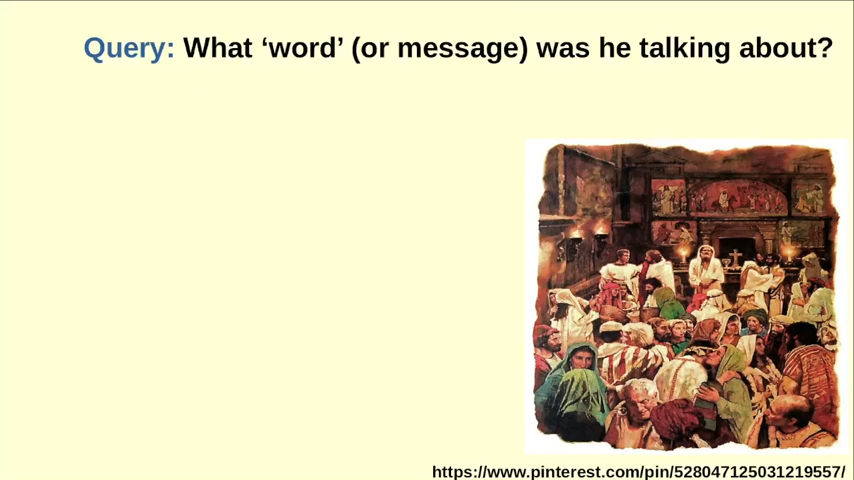 Query: What ‘word’ (or message) was he talking about?
https://www.pinterest.com/pin/528047125031219557/